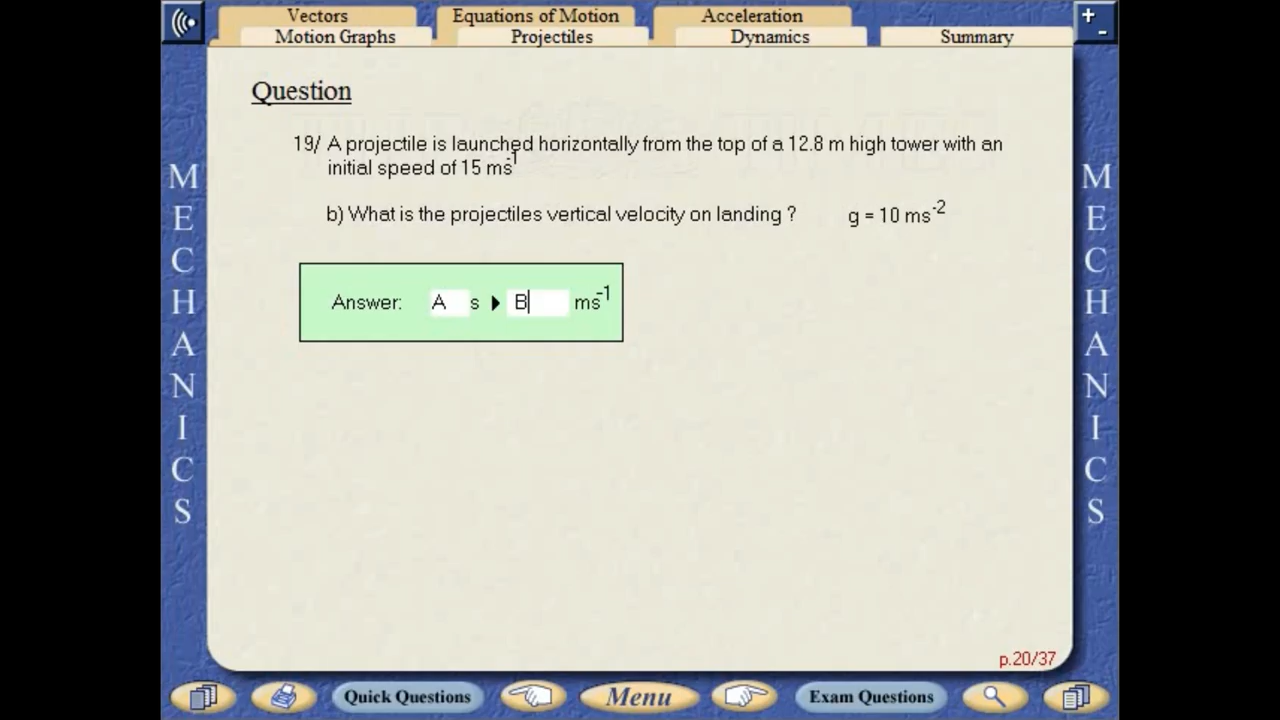 Vectors
Equations of Motion
Acceleration
Motion Graphs
Projectiles
Dynamics
Summary
+
-
Question
19/ A projectile is launched horizontally from the top of a 12.8 m high tower with an
initial speed of 15 ms-1
b) What is the projectiles vertical velocity on landing ? g = 10 ms-2
Answer: A s B ms-1
MECHANICS
MECHANICS
p.20/37
Quick Questions
Menu
Exam Questions